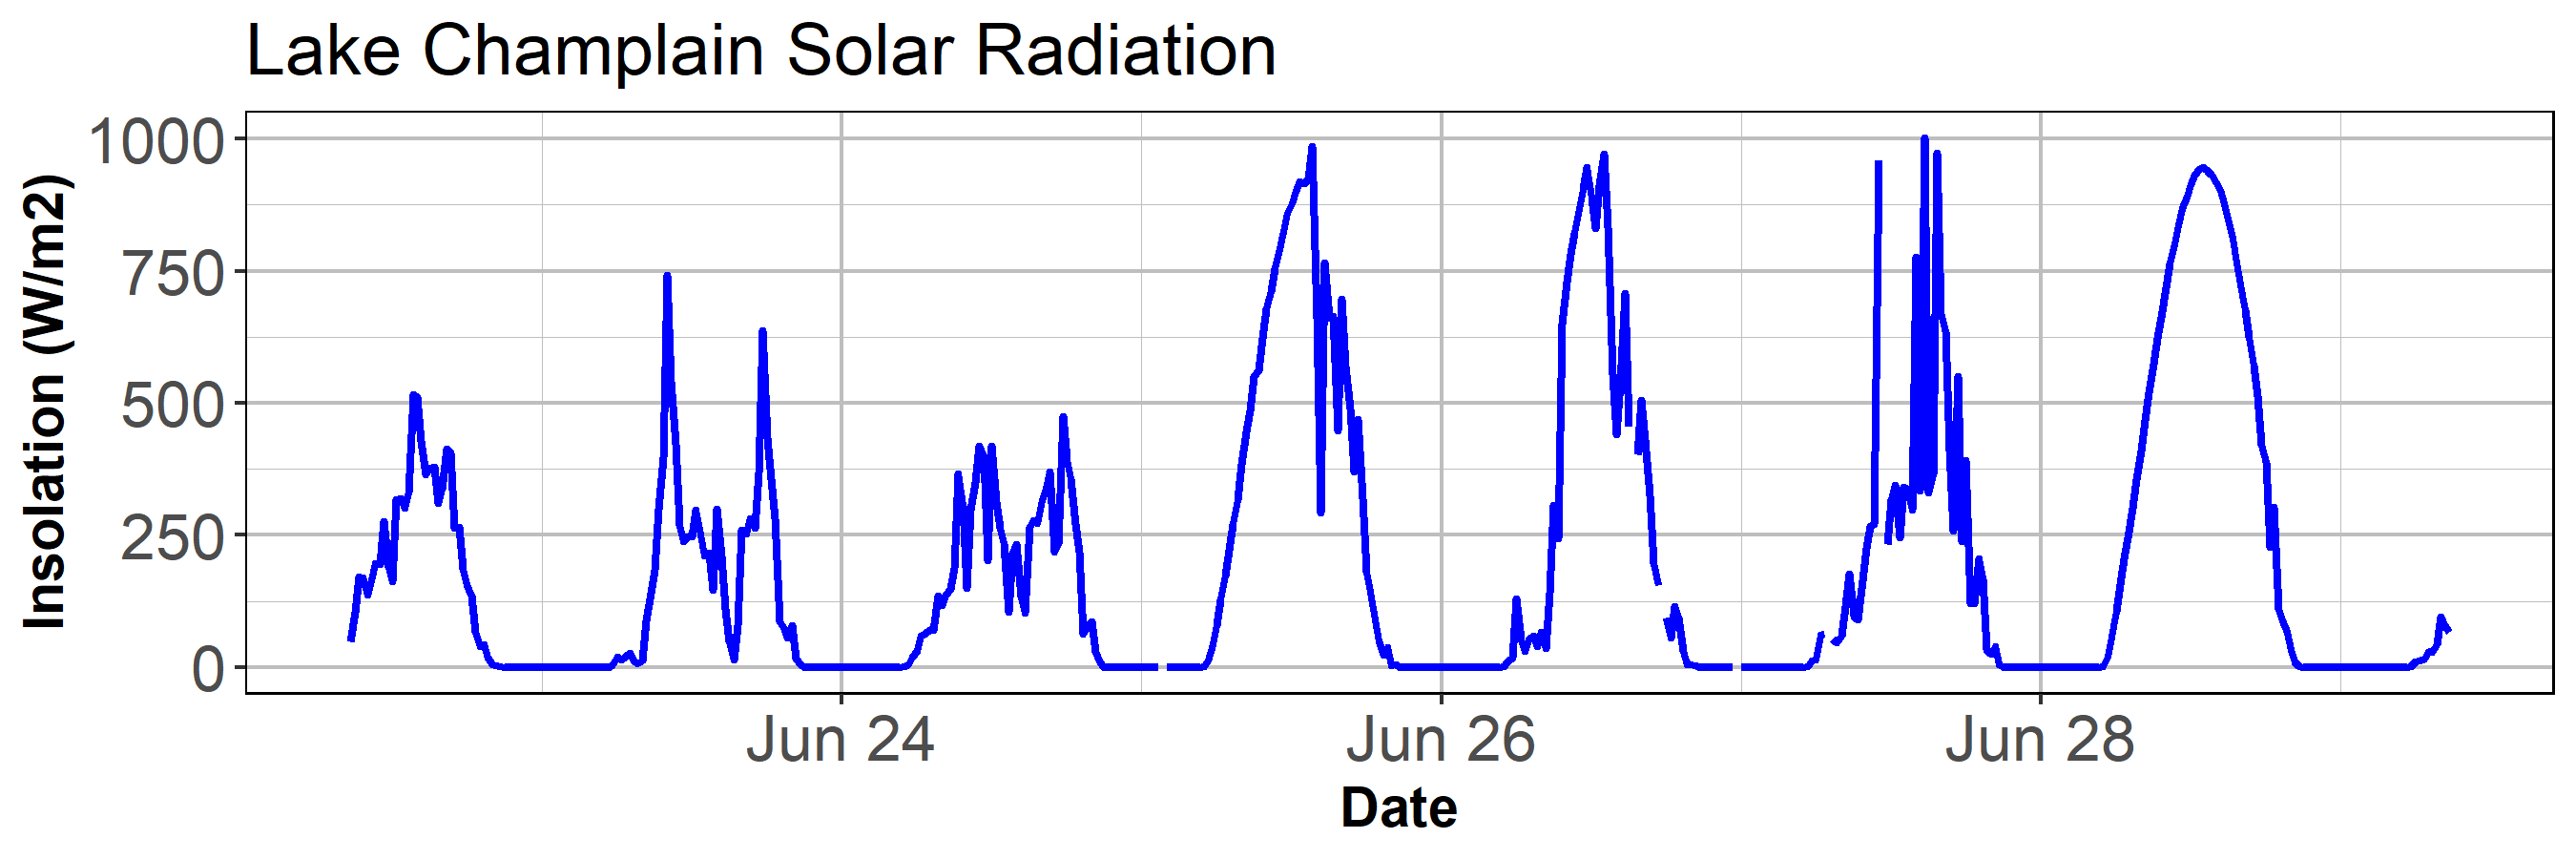 Lake Champlain Solar Radiation
Insolation (W/m2)
1000
750
500
250
0
Jun 24 Jun 26 Jun 28
Date